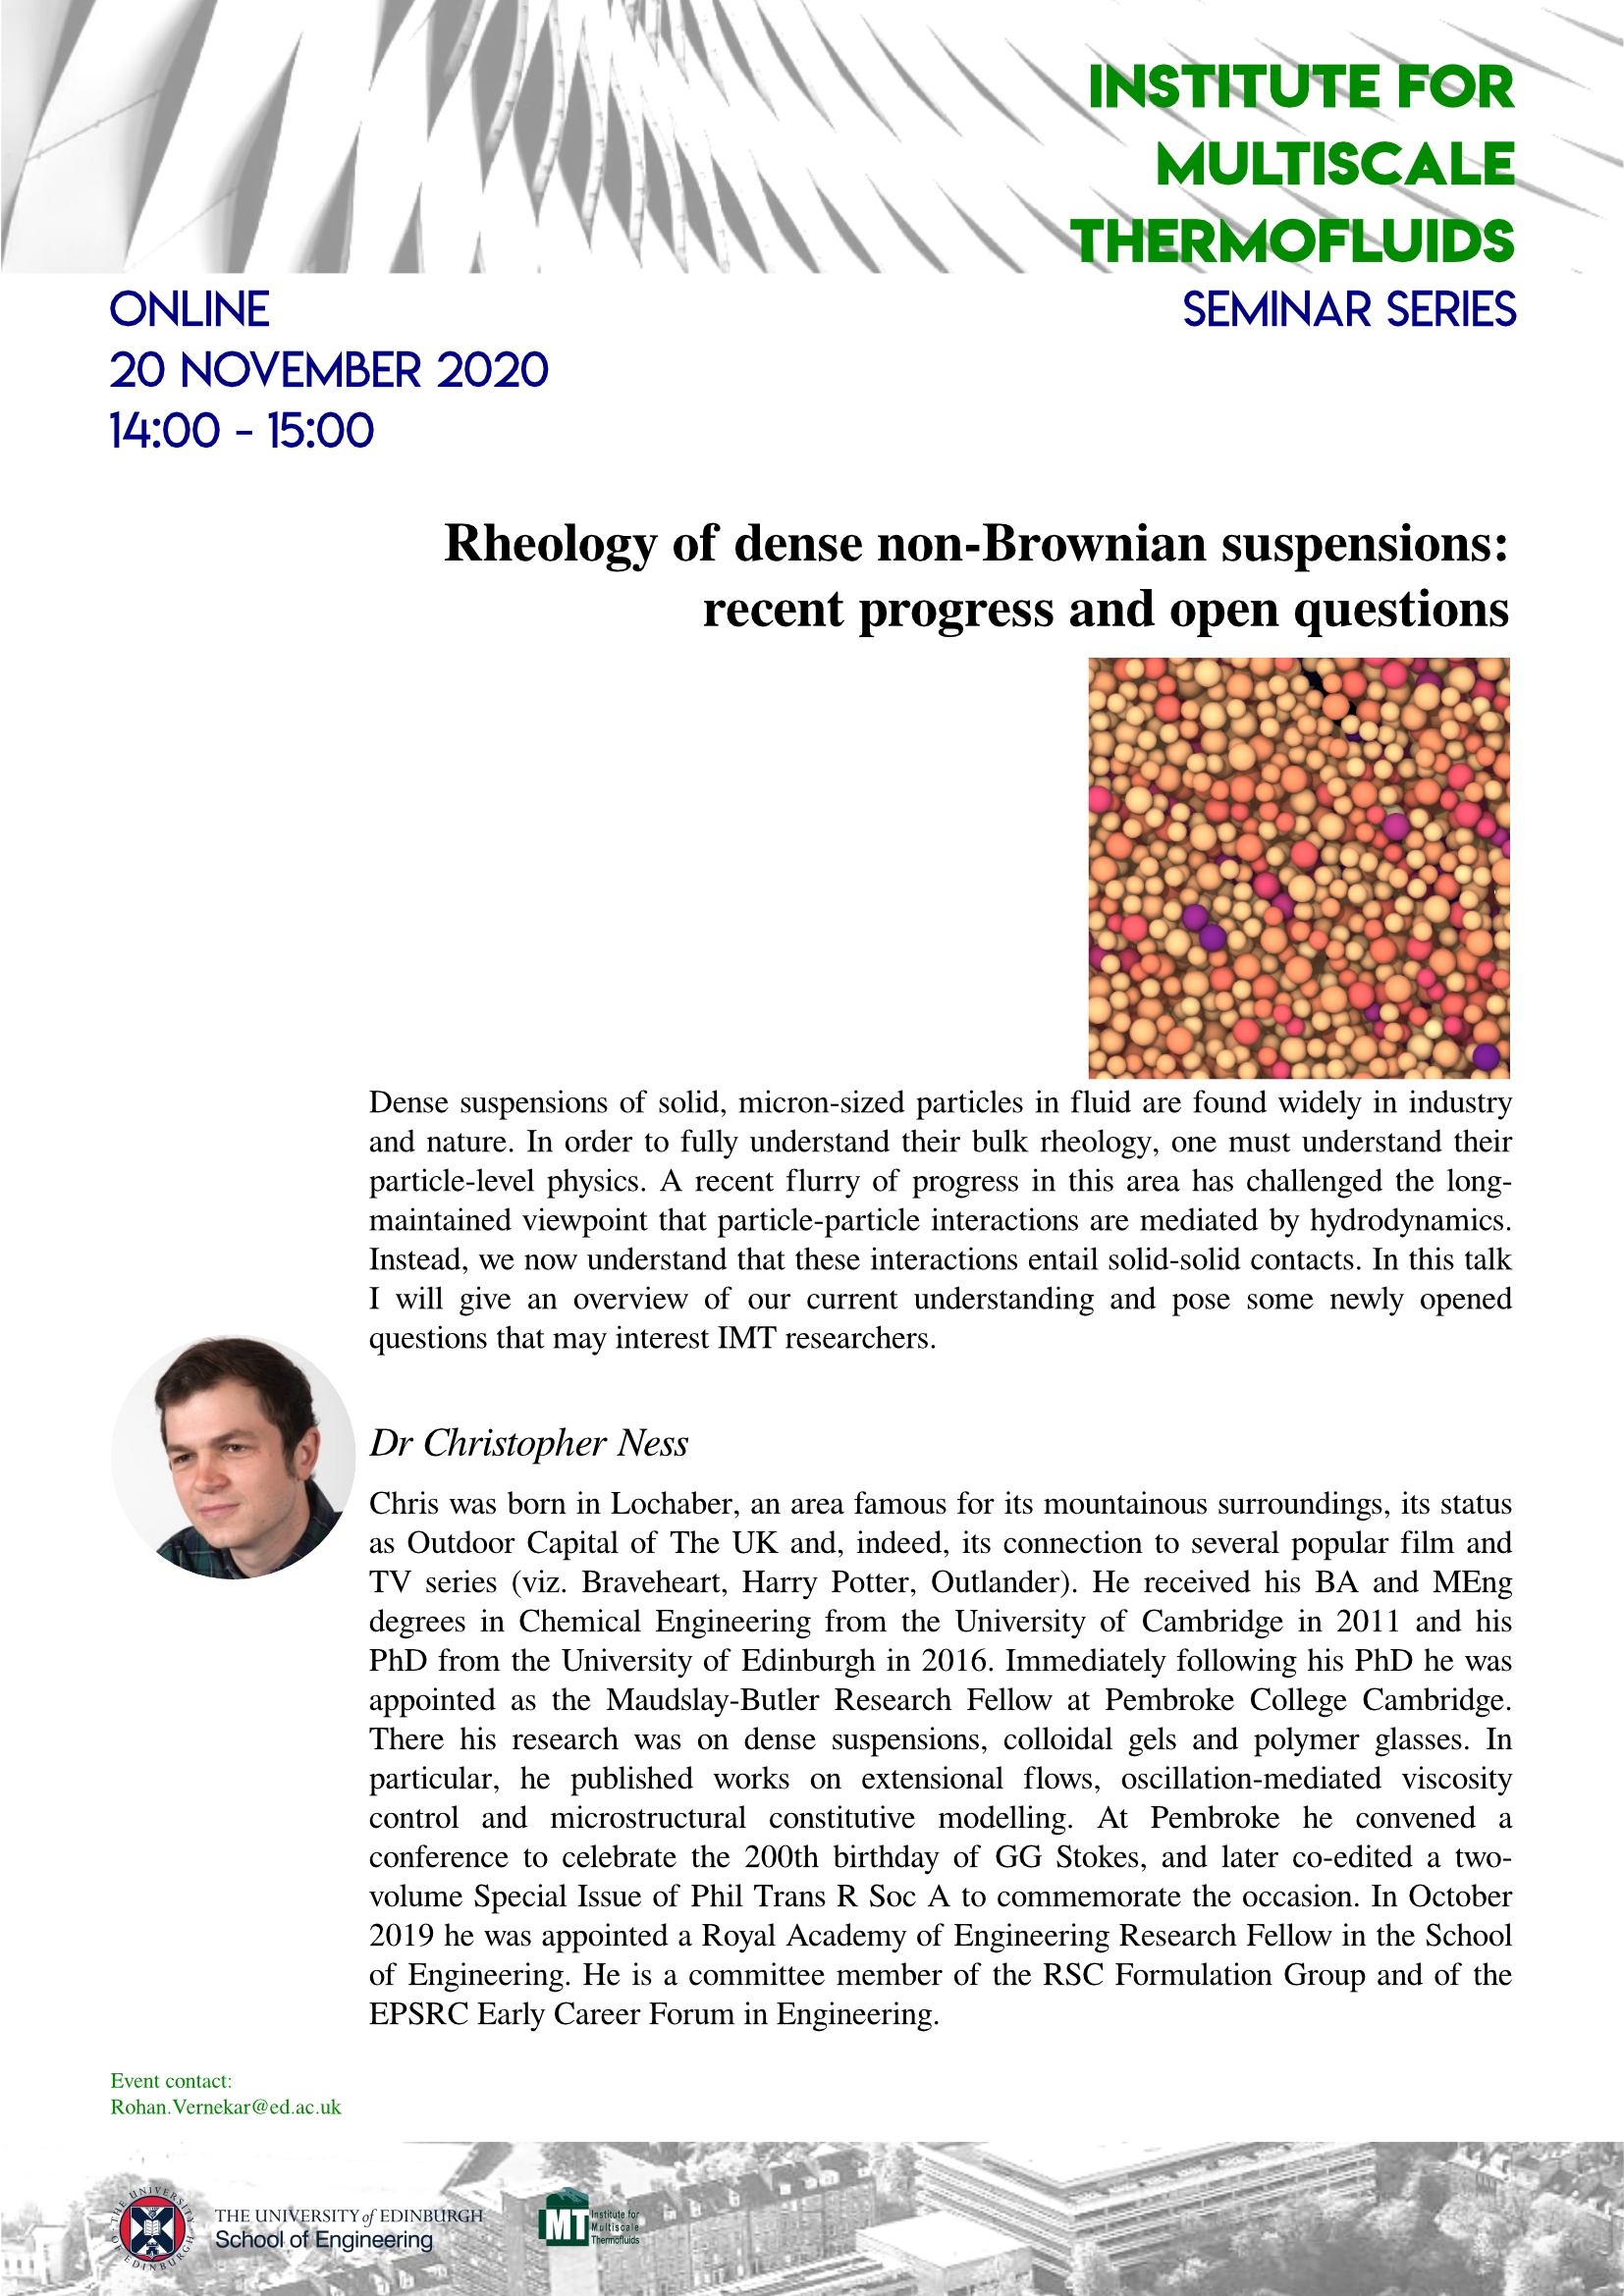 INSTITUTE FOR
MULTISCALE
THERMOFLUIDS
SEMINAR SERIES
ONLINE
20 NOVEMBER 2020
14:00 - 15:00
Rheology of dense non-Brownian suspensions:
recent progress and open questions
Dense suspensions of solid, micron-sized particles in fluid are found widely in industry
and nature. In order to fully understand their bulk rheology, one must understand their
particle-level physics. A recent flurry of progress in this area has challenged the long-
maintained viewpoint that particle-particle interactions are mediated by hydrodynamics.
Instead, we now understand that these interactions entail solid-solid contacts. In this talk
I will give an overview of our current understanding and pose some newly opened
questions that may interest IMT researchers.
Dr Christopher Ness
Chris was born in Lochaber, an area famous for its mountainous surroundings, its status
as Outdoor Capital of The UK and, indeed, its connection to several popular film and
TV series (viz. Braveheart, Harry Potter, Outlander). He received his BA and MEng
degrees in Chemical Engineering from the University of Cambridge in 2011 and his
PhD from the University of Edinburgh in 2016. Immediately following his PhD he was
appointed as the Maudslay-Butler Research Fellow at Pembroke College Cambridge.
There his research was on dense suspensions, colloidal gels and polymer glasses. In
particular, he published works on extensional flows, oscillation-mediated viscosity
control and microstructural constitutive modelling. At Pembroke he convened a
conference to celebrate the 200th birthday of GG Stokes, and later co-edited a two-
volume Special Issue of Phil Trans R Soc A to commemorate the occasion. In October
2019 he was appointed a Royal Academy of Engineering Research Fellow in the School
of Engineering. He is a committee member of the RSC Formulation Group and of the
EPSRC Early Career Forum in Engineering.
Event contact:
Rohan.Vernekar@ed.ac.uk
THE UNIVERSITY OF EDINBURGH
THE UNIVERSITY of EDINBURGH
School of Engineering
IMT
Institute for
Multiscale
Thermofluids